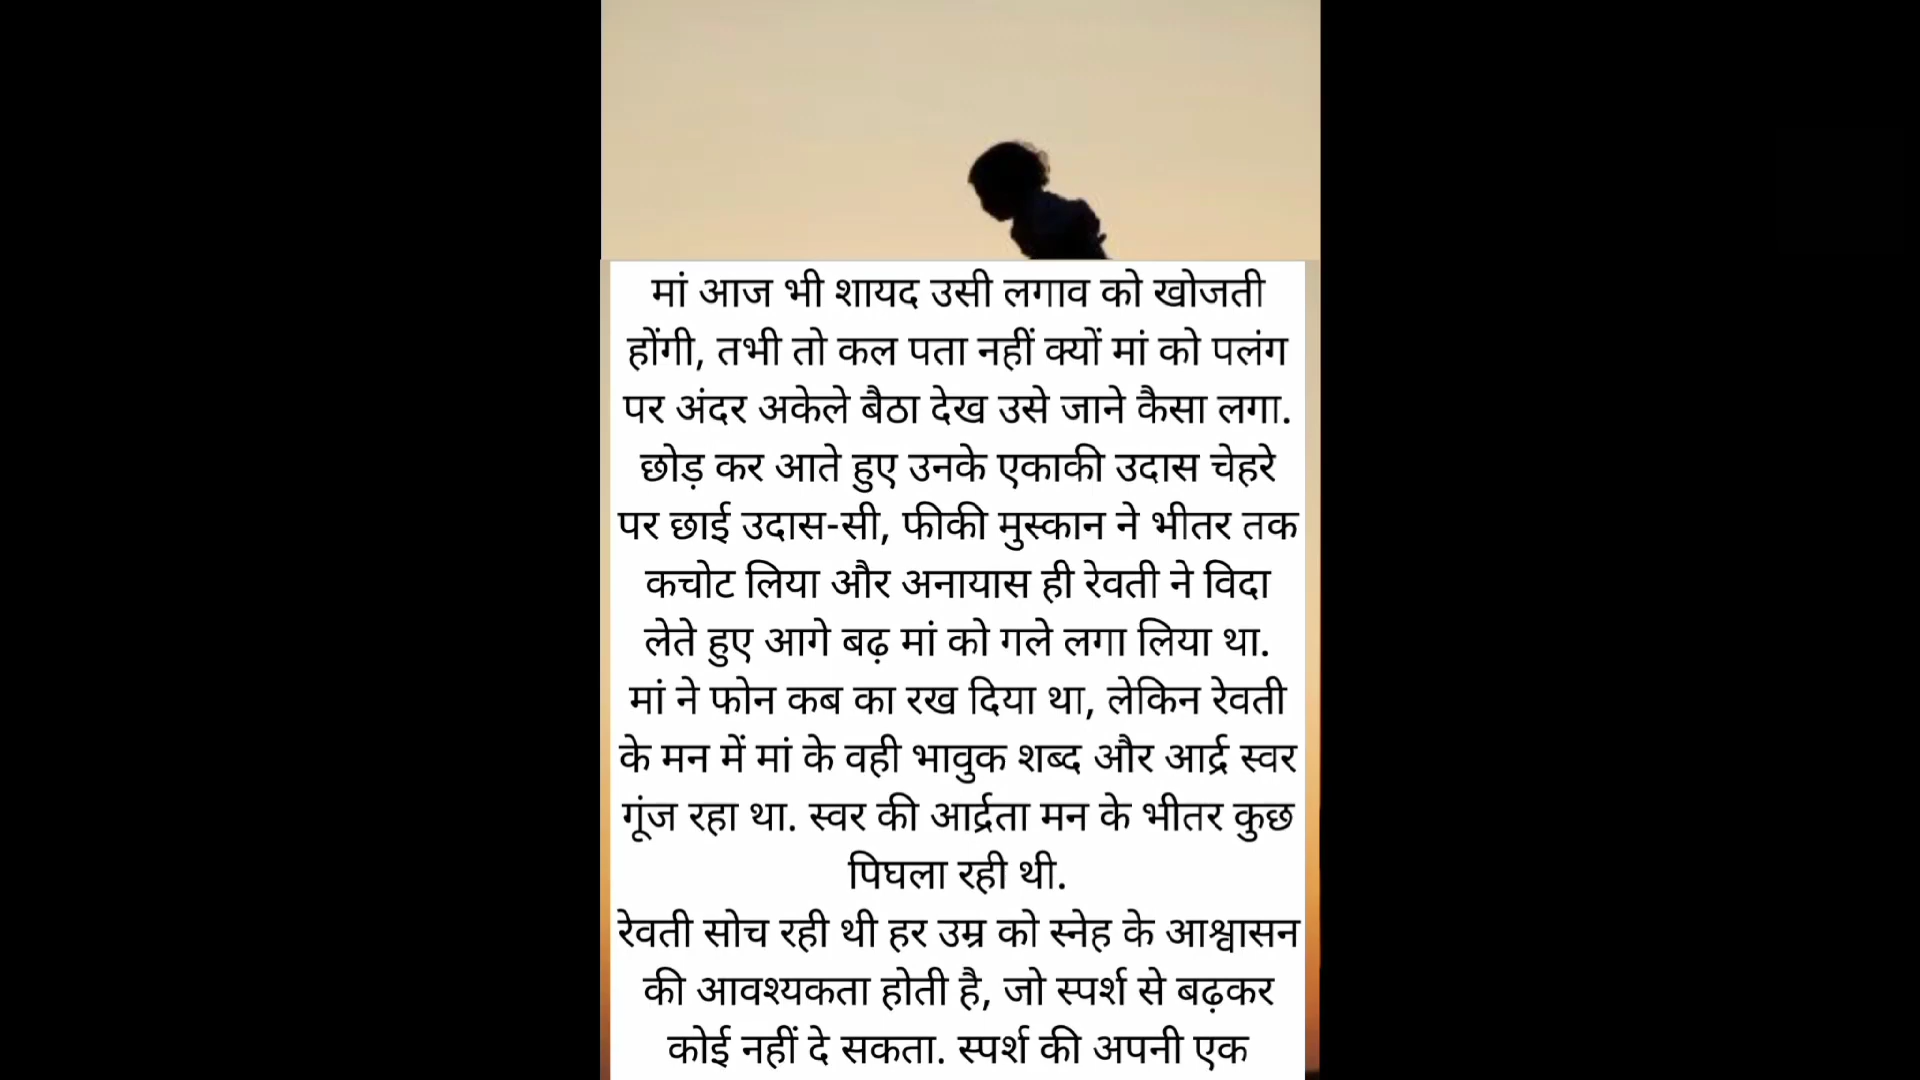 मां आज भी शायद उसी लगाव को खोजती
होंगी, तभी तो कल पता नहीं क्यों मां को पलंग
पर अंदर अकेले बैठा देख उसे जाने कैसा लगा.
छोड़ कर आते हुए उनके एकाकी उदास चेहरे
पर छाई उदास-सी, फीकी मुस्कान ने भीतर तक
कचोट लिया और अनायास ही रेवती ने विदा
लेते हुए आगे बढ़ मां को गले लगा लिया था.
मां ने फोन कब का रख दिया था, लेकिन रेवती
के मन में मां के वही भावुक शब्द और आर्द्र स्वर
गूंज रहा था. स्वर की आर्द्रता मन के भीतर कुछ
पिघला रही थी.
रेवती सोच रही थी हर उम्र को स्नेह के आश्वासन
की आवश्यकता होती है, जो स्पर्श से बढ़कर
कोई नहीं दे सकता. स्पर्श की अपनी एक